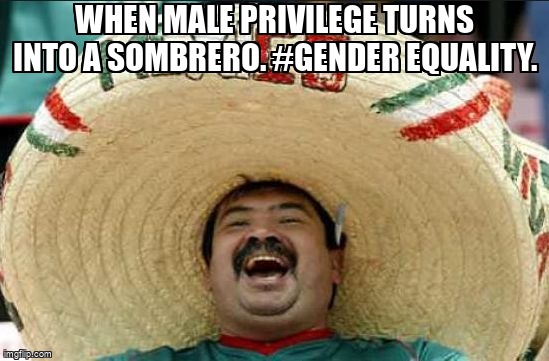 WHEN MALE PRIVILEGE TURNS
INTO A SOMBRERO. #GENDER EQUALITY.
imgflip.com